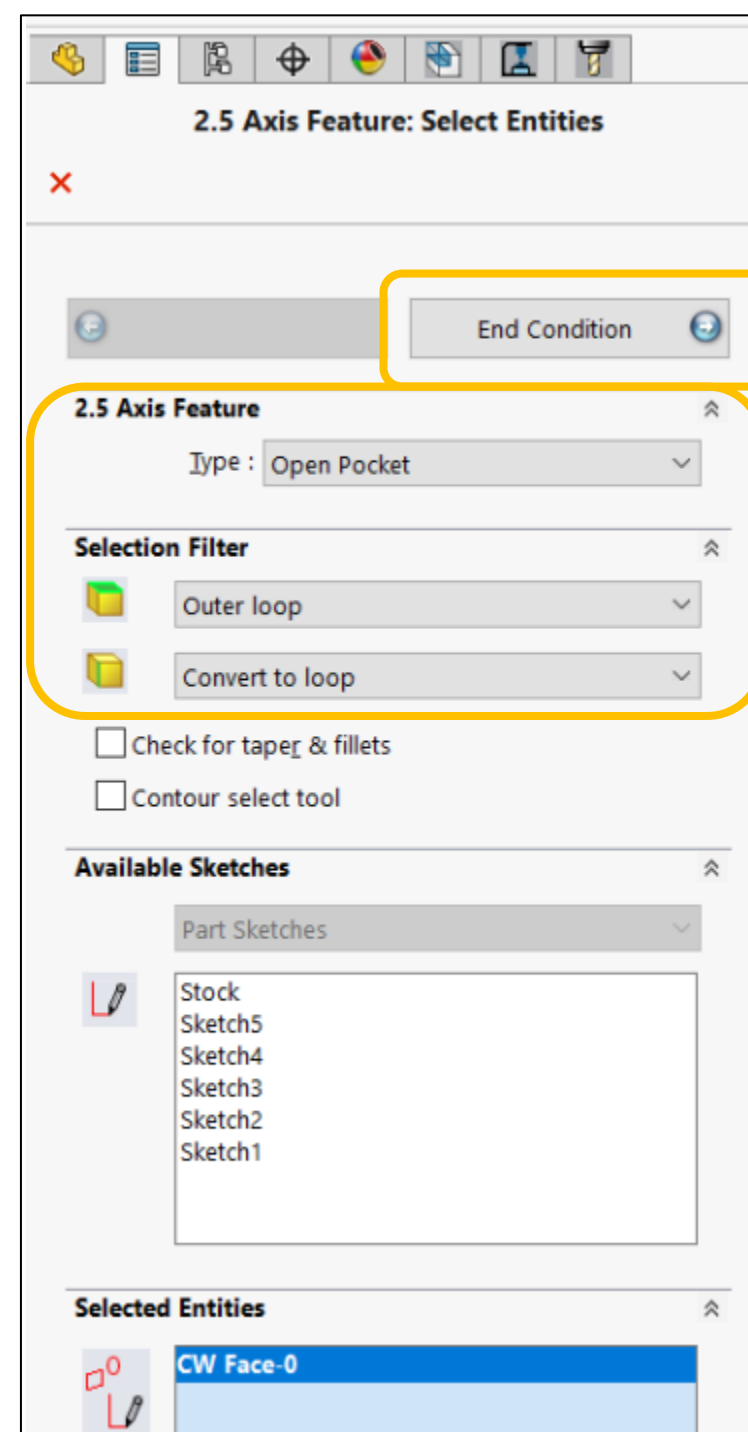 2.5 Axis Feature: Select Entities
End Condition
2.5 Axis Feature
Type : Open Pocket
Selection Filter
Outer loop
Convert to loop
Check for taper & fillets
Contour select tool
Available Sketches
Part Sketches
Stock
Sketch5
Sketch4
Sketch3
Sketch2
Sketch1
Selected Entities
CW Face-0